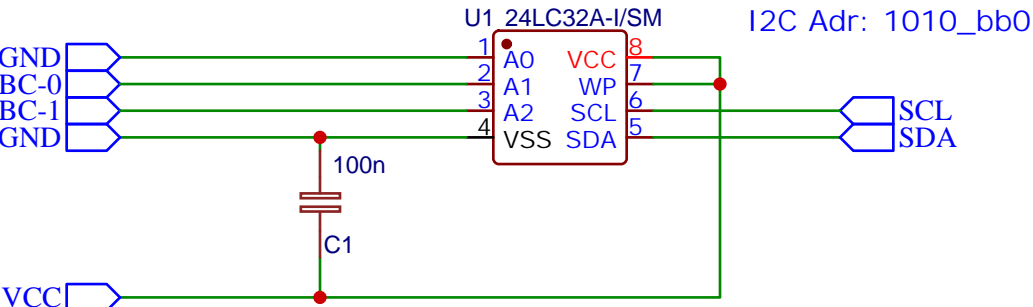 U1 24LC32A-I/SM
I2C Adr: 1010_bb0
GND
1
A0
VCC
8
BC-0
2
A1
WP
7
BC-1
3
A2
SCL
6
SCL
GND
4
VSS
SDA
5
SDA
100n
C1
VCC